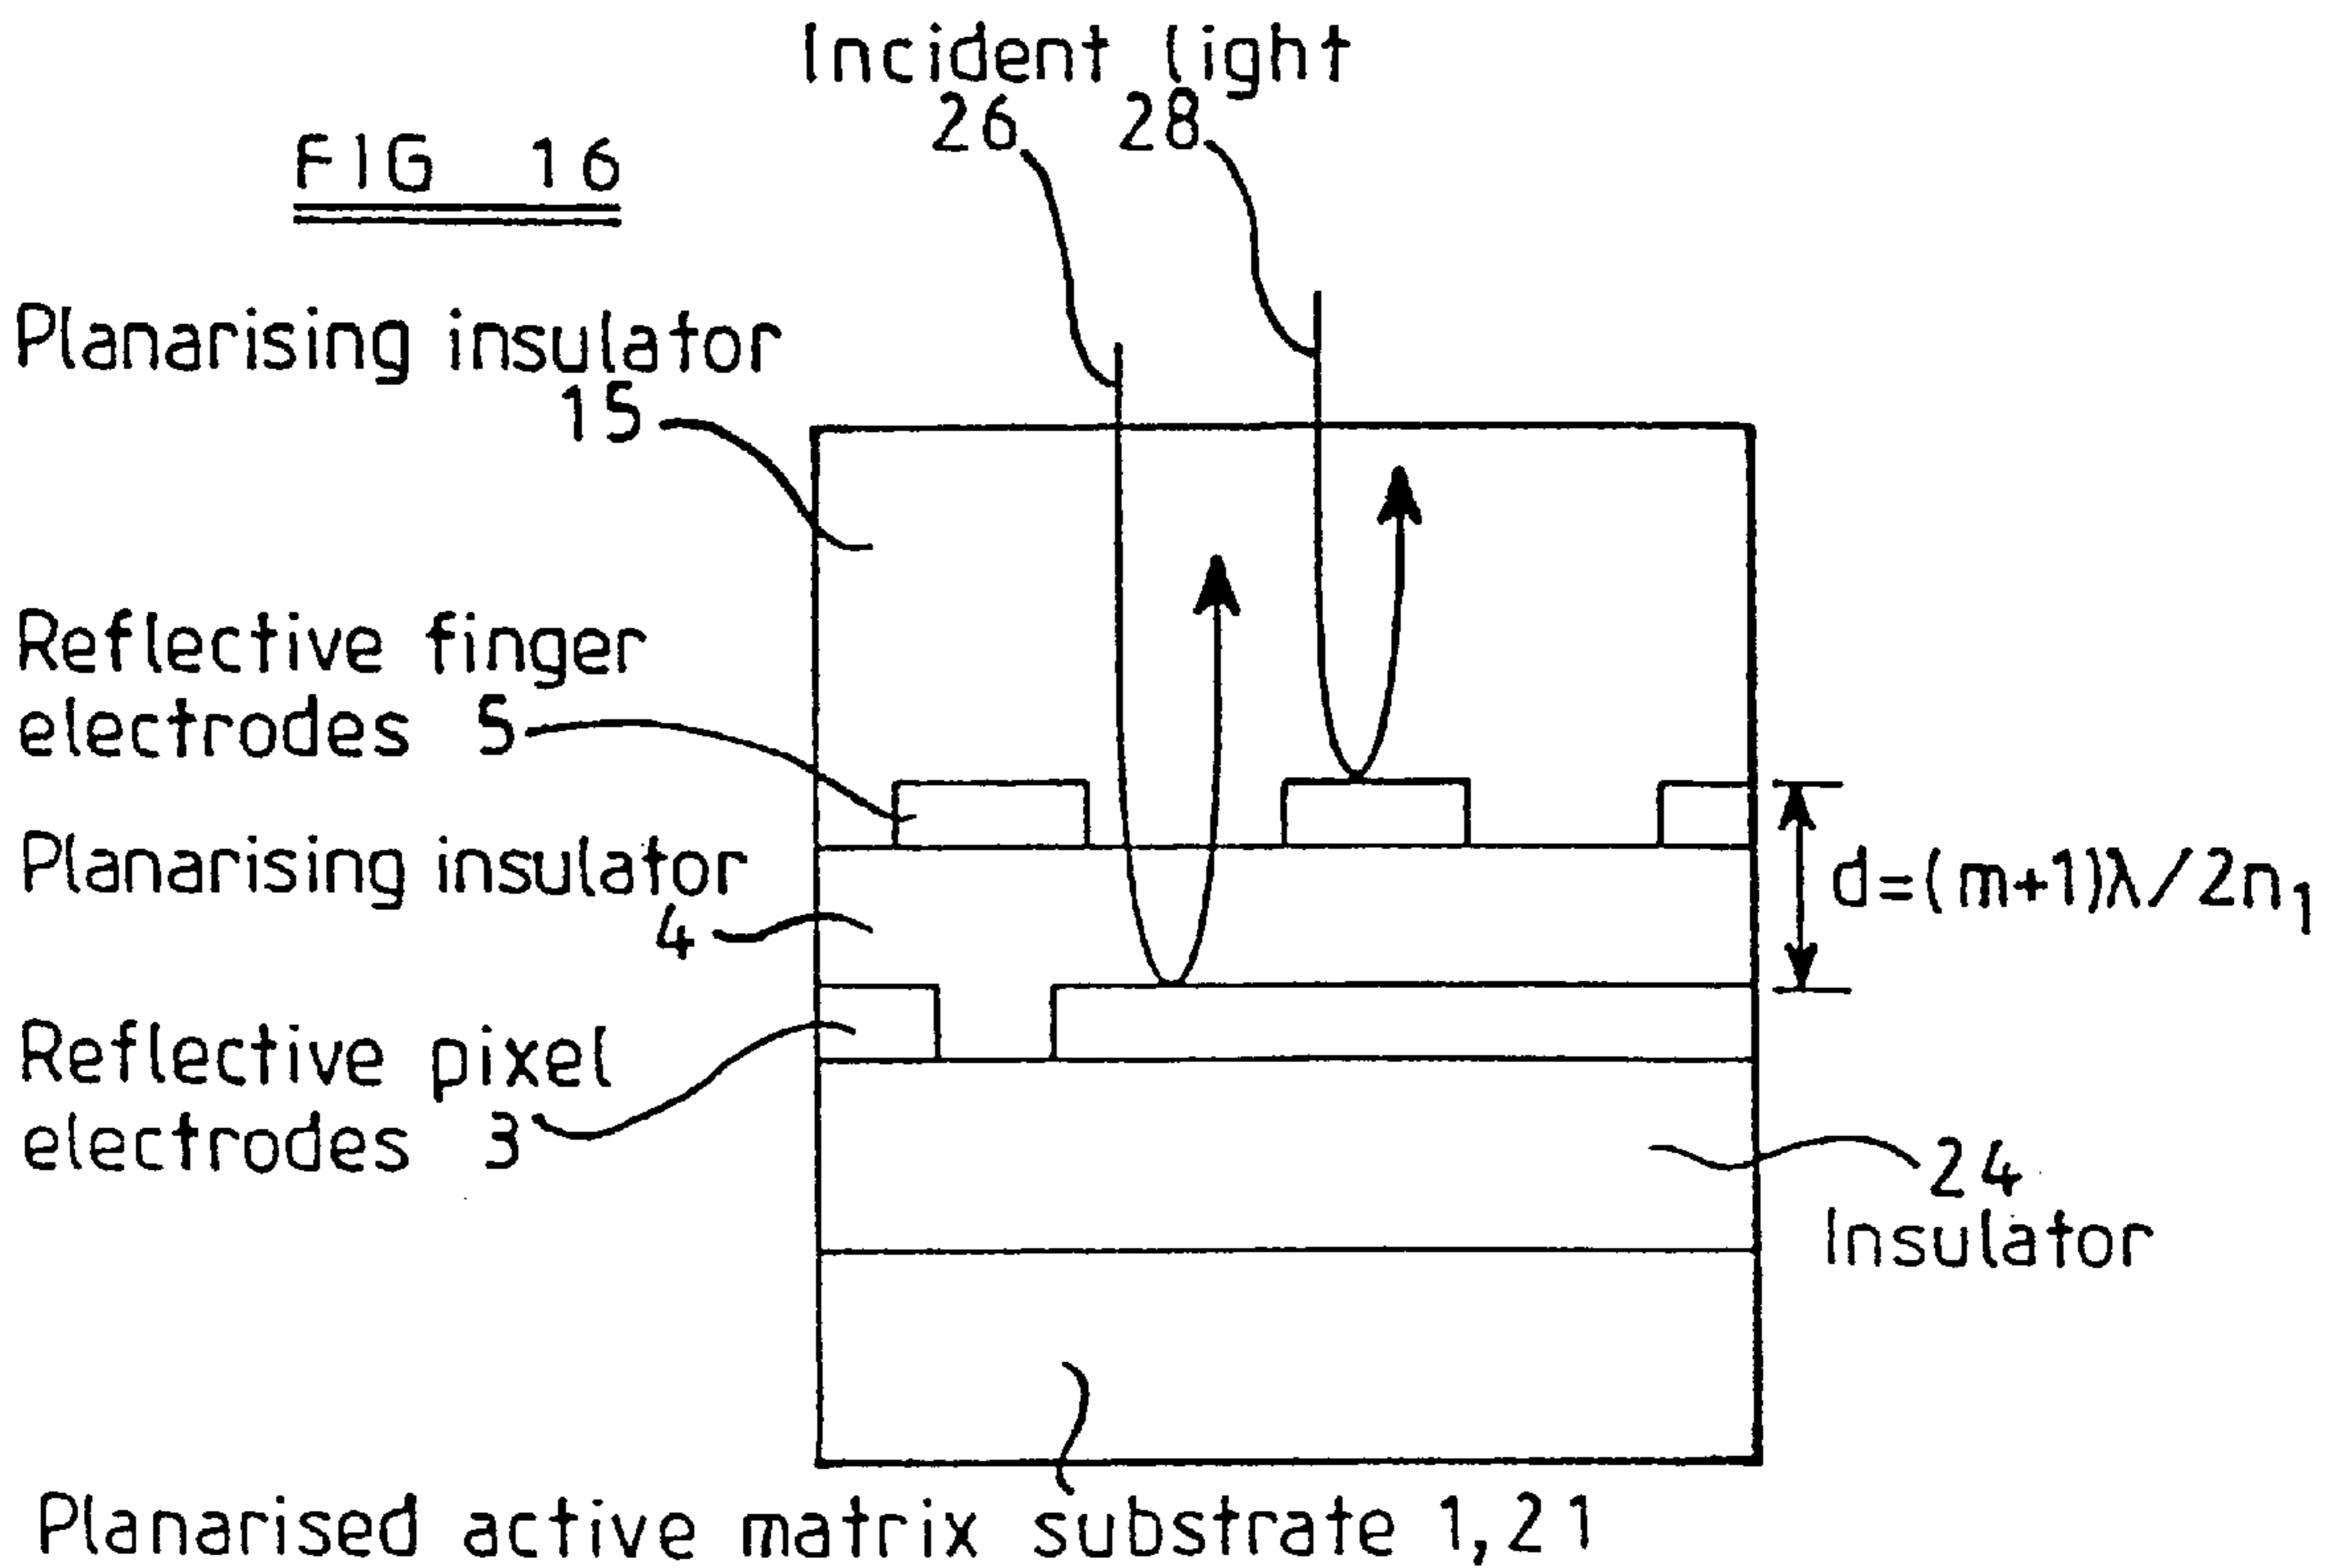 Incident light
26 28
FIG 16
Planarising insulator
15
Reflective finger
electrodes 5
Planarising insulator
4
d=(m+1)λ/2n₁
Reflective pixel
electrodes 3
24
Insulator
Planarised active matrix substrate 1,21